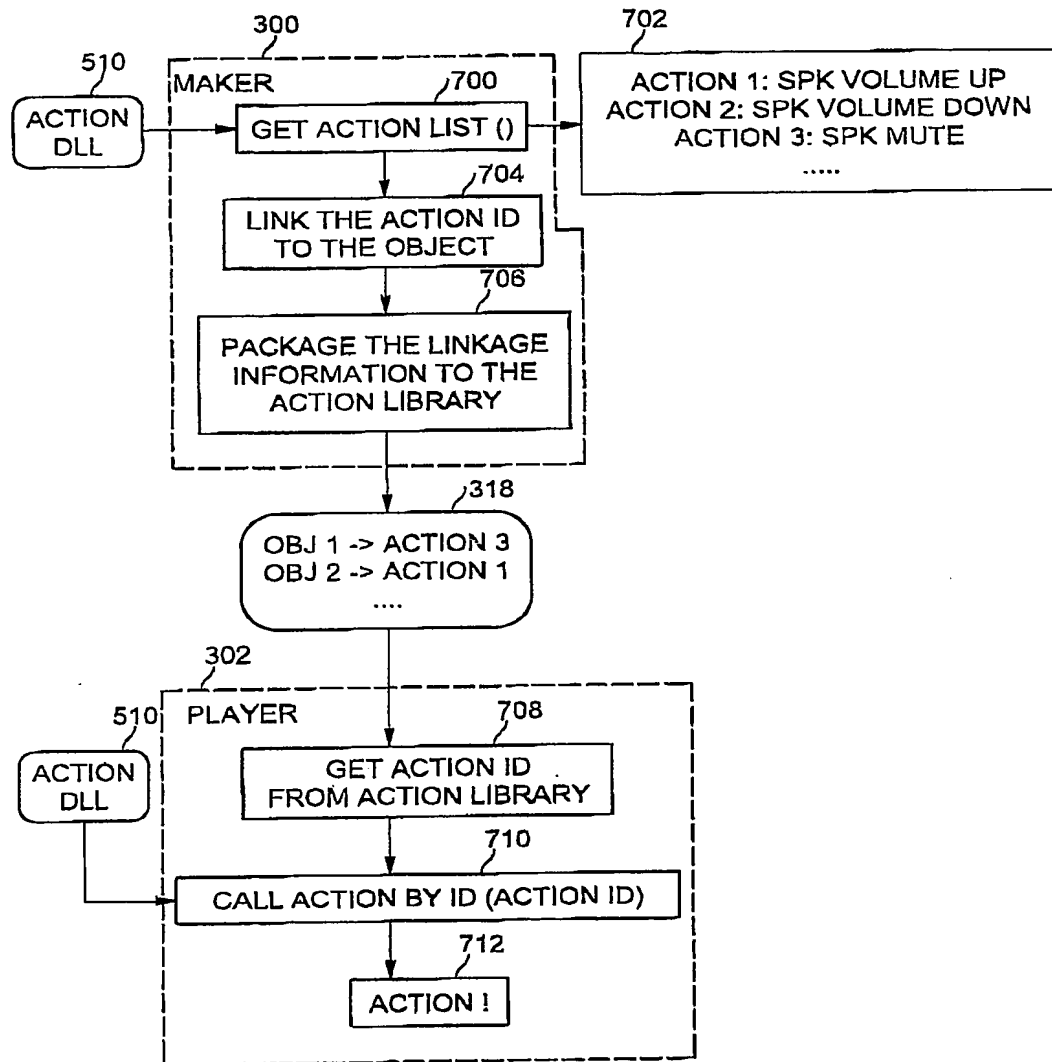 300
702
510
MAKER
700
ACTION
DLL
GET ACTION LIST ()
ACTION 1: SPK VOLUME UP
ACTION 2: SPK VOLUME DOWN
ACTION 3: SPK MUTE
.....
704
LINK THE ACTION ID
TO THE OBJECT
706
PACKAGE THE LINKAGE
INFORMATION TO THE
ACTION LIBRARY
318
OBJ 1 -> ACTION 3
OBJ 2 -> ACTION 1
....
302
510
PLAYER
708
ACTION
DLL
GET ACTION ID
FROM ACTION LIBRARY
710
CALL ACTION BY ID (ACTION ID)
712
ACTION !